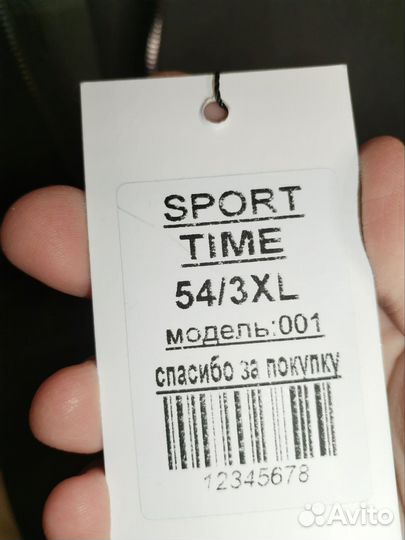 SPORT
TIME
54/3XL
модель:001
спасибо за покупку
12345678
Avito